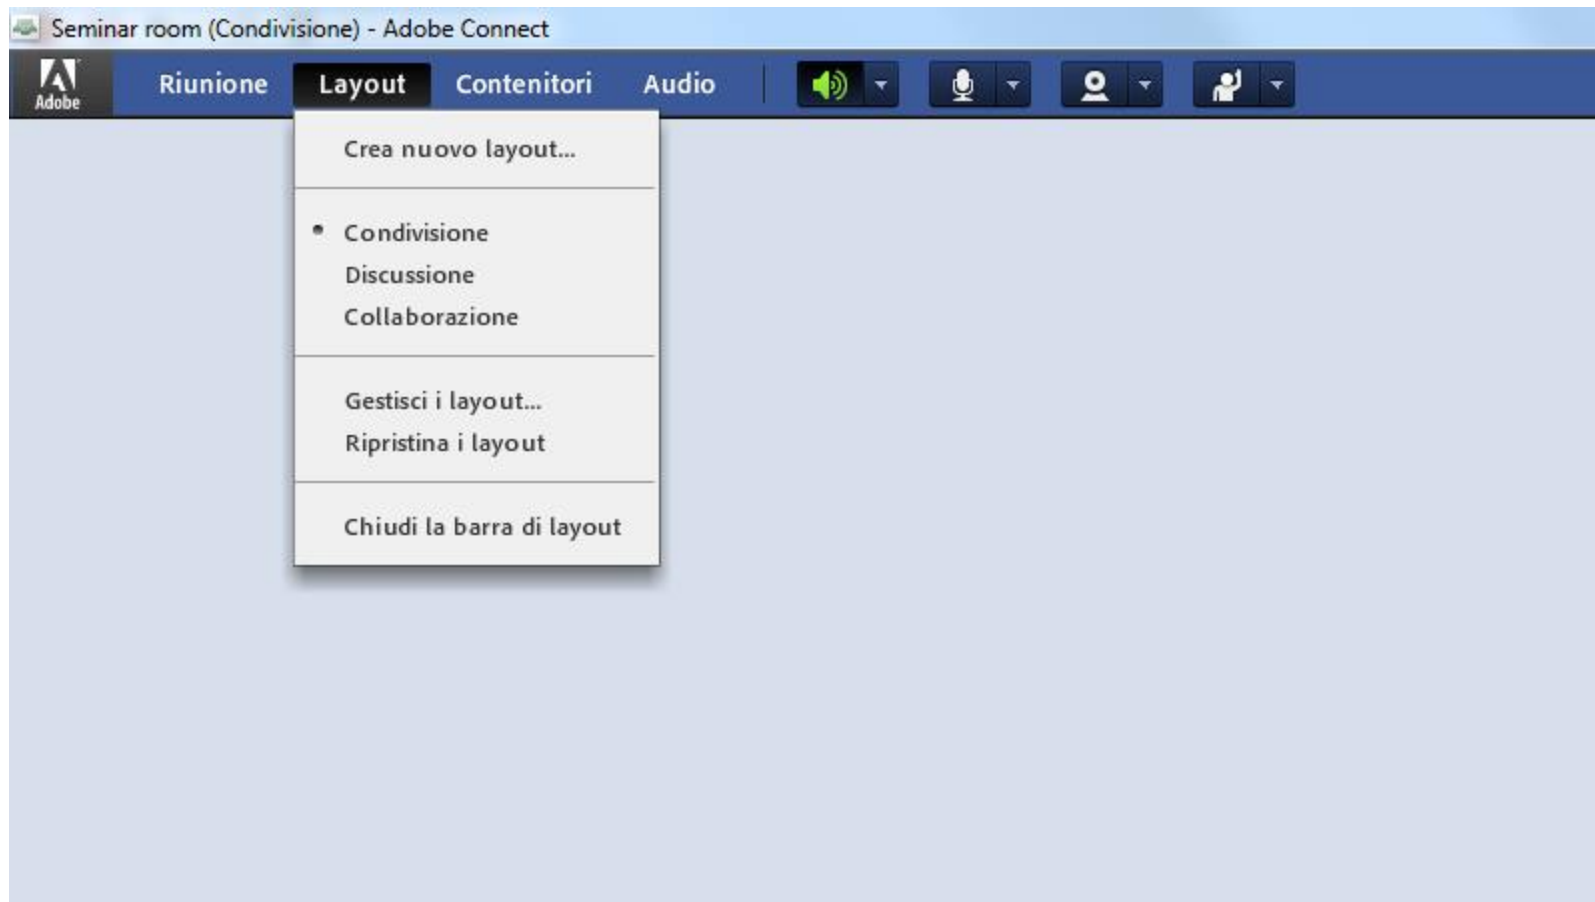 Seminar room (Condivisione) - Adobe Connect
Adobe Riunione Layout Contenitori Audio
Crea nuovo layout...
Condivisione
Discussione
Collaborazione
Gestisci i layout...
Ripristina i layout
Chiudi la barra di layout